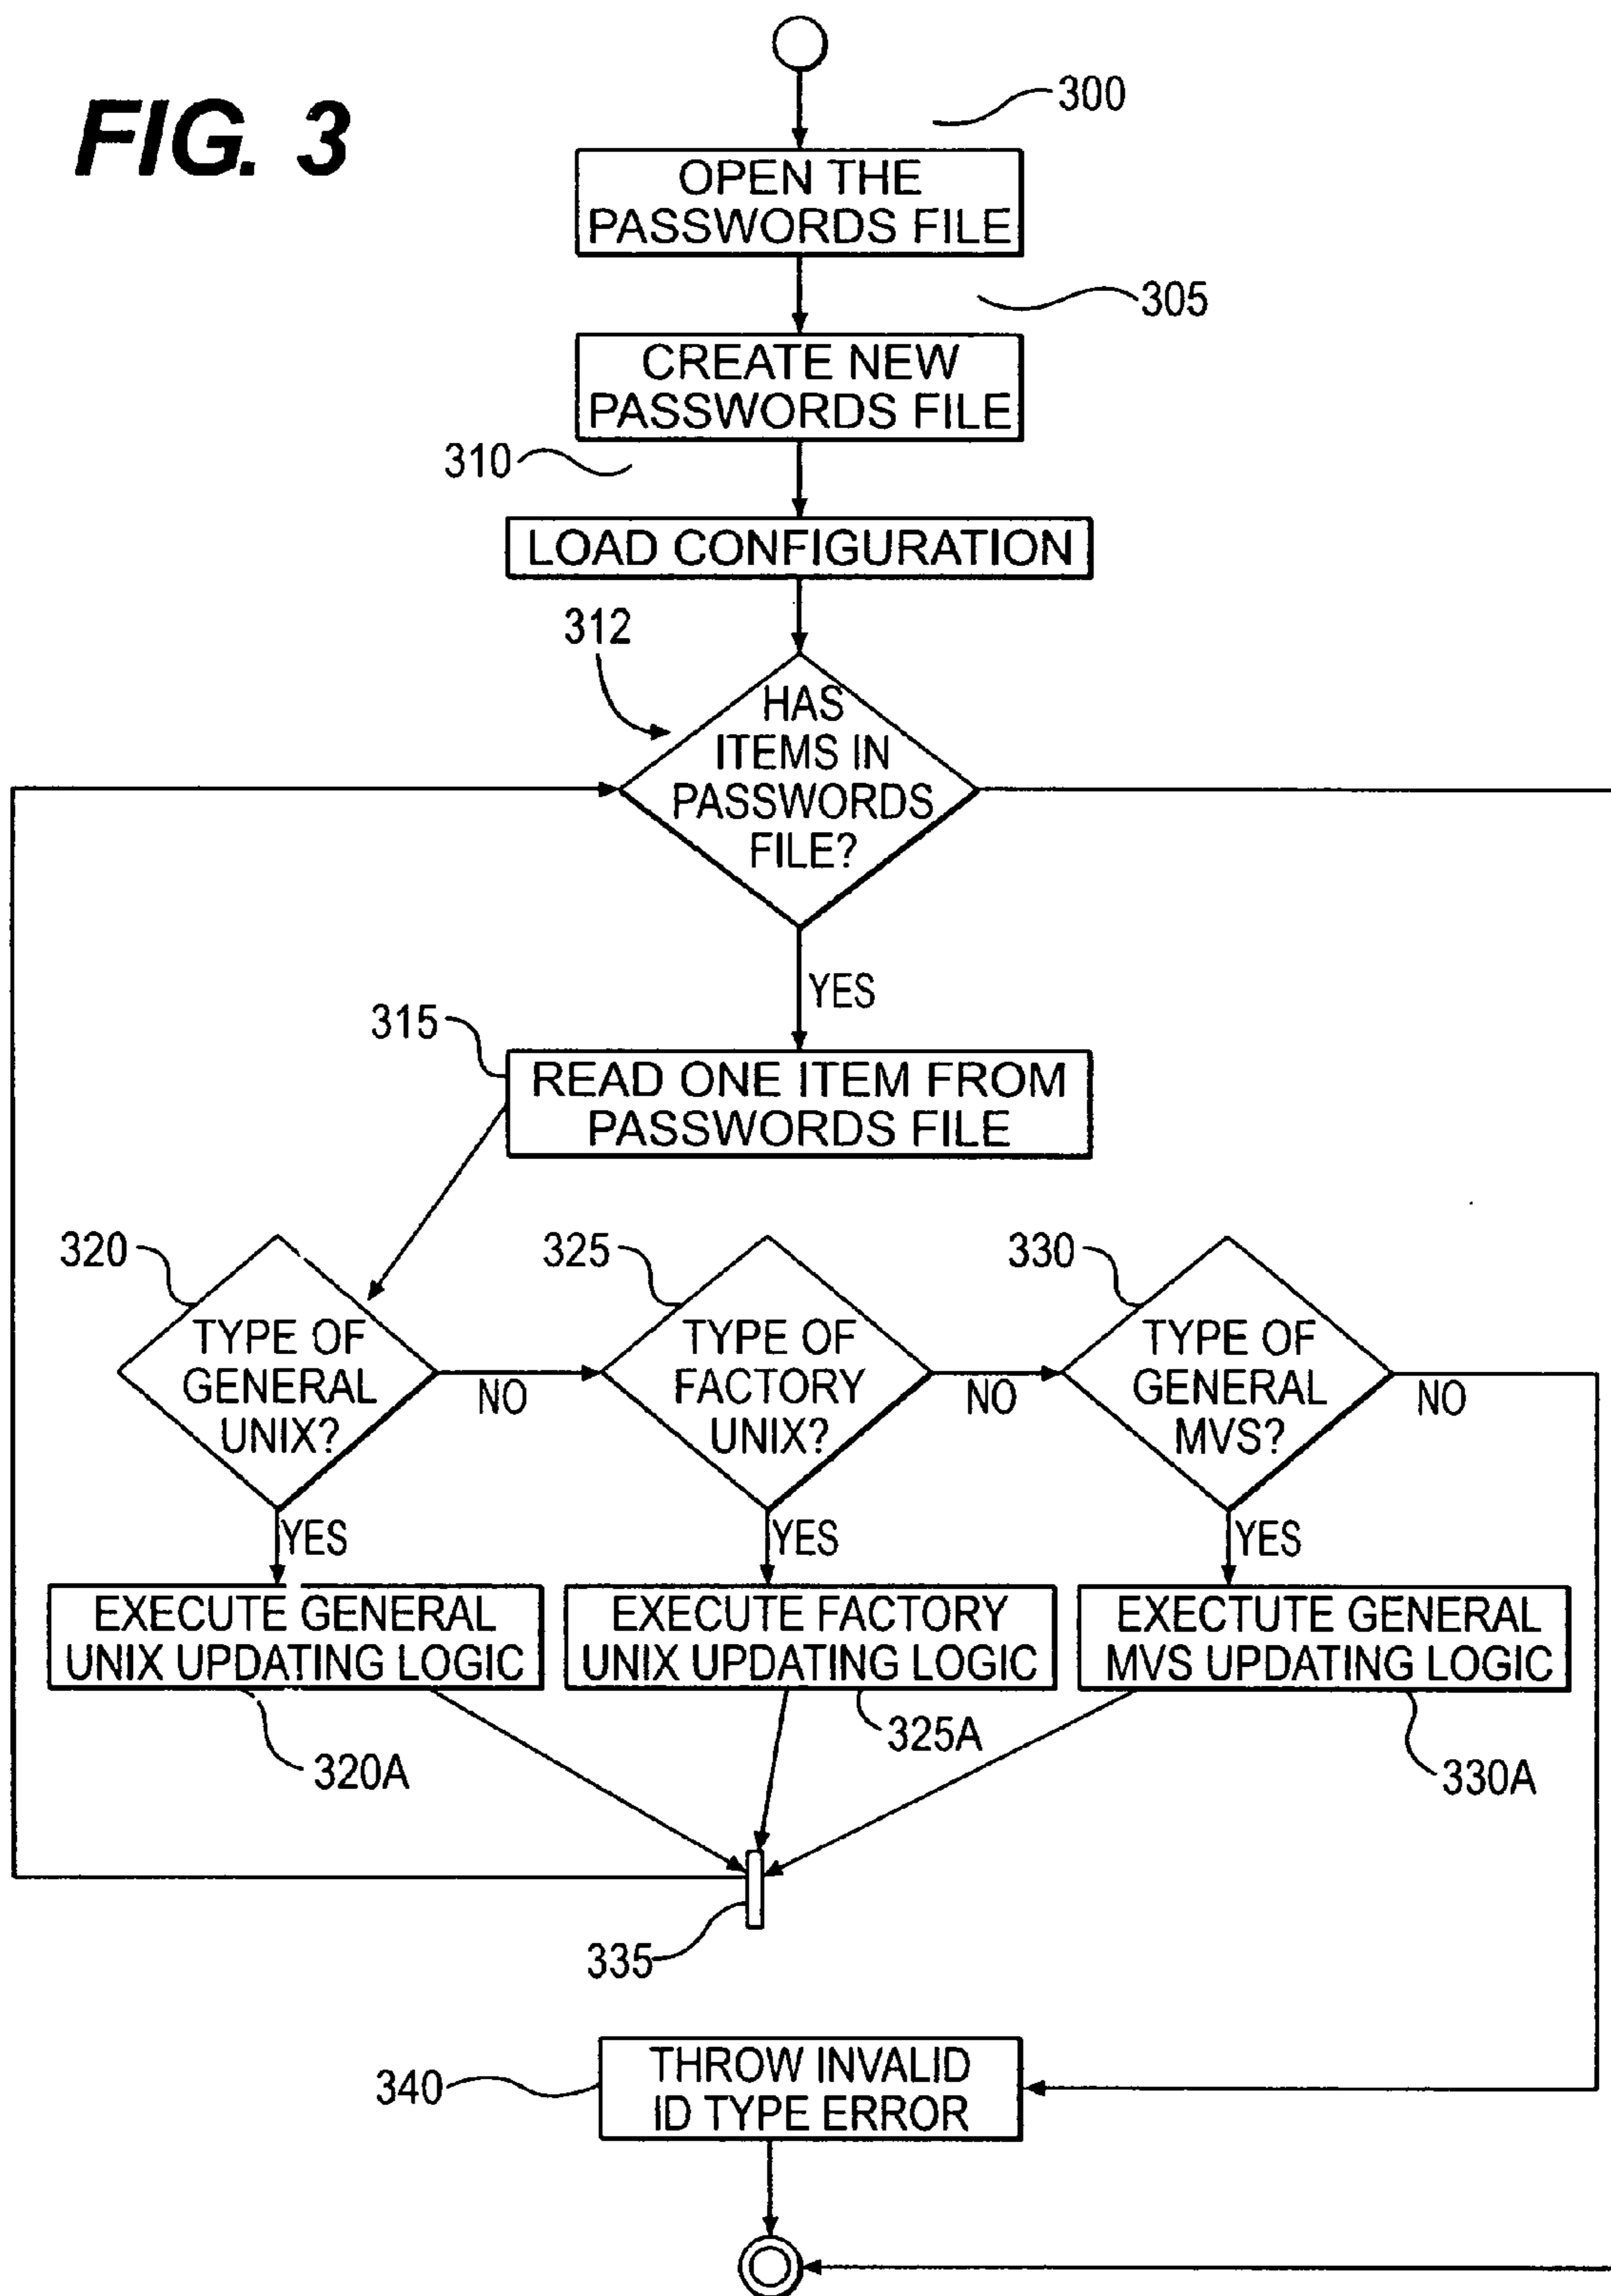 FIG. 3
300
OPEN THE
PASSWORDS FILE
305
CREATE NEW
PASSWORDS FILE
310
LOAD CONFIGURATION
312
HAS
ITEMS IN
PASSWORDS
FILE?
YES
315
READ ONE ITEM FROM
PASSWORDS FILE
320
TYPE OF
GENERAL
UNIX?
NO
YES
325
TYPE OF
FACTORY
UNIX?
NO
YES
330
TYPE OF
GENERAL
MVS?
NO
YES
EXECUTE GENERAL
UNIX UPDATING LOGIC
320A
EXECUTE FACTORY
UNIX UPDATING LOGIC
325A
EXECTUTE GENERAL
MVS UPDATING LOGIC
330A
335
340
THROW INVALID
ID TYPE ERROR